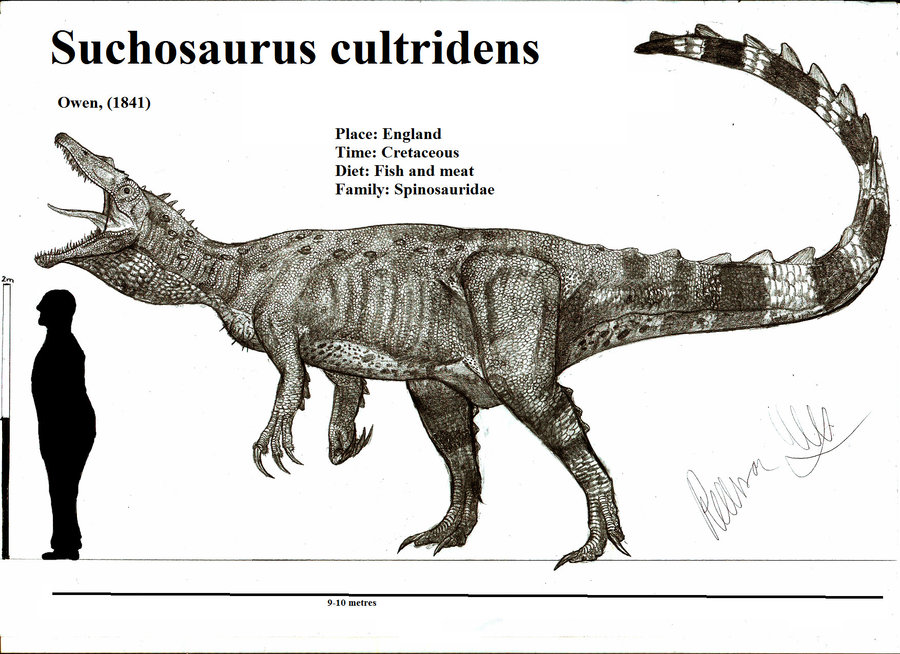 Suchosaurus cultridens
Owen, (1841)
Place: England
Time: Cretaceous
Diet: Fish and meat
Family: Spinosauridae
2m
9-10 metres